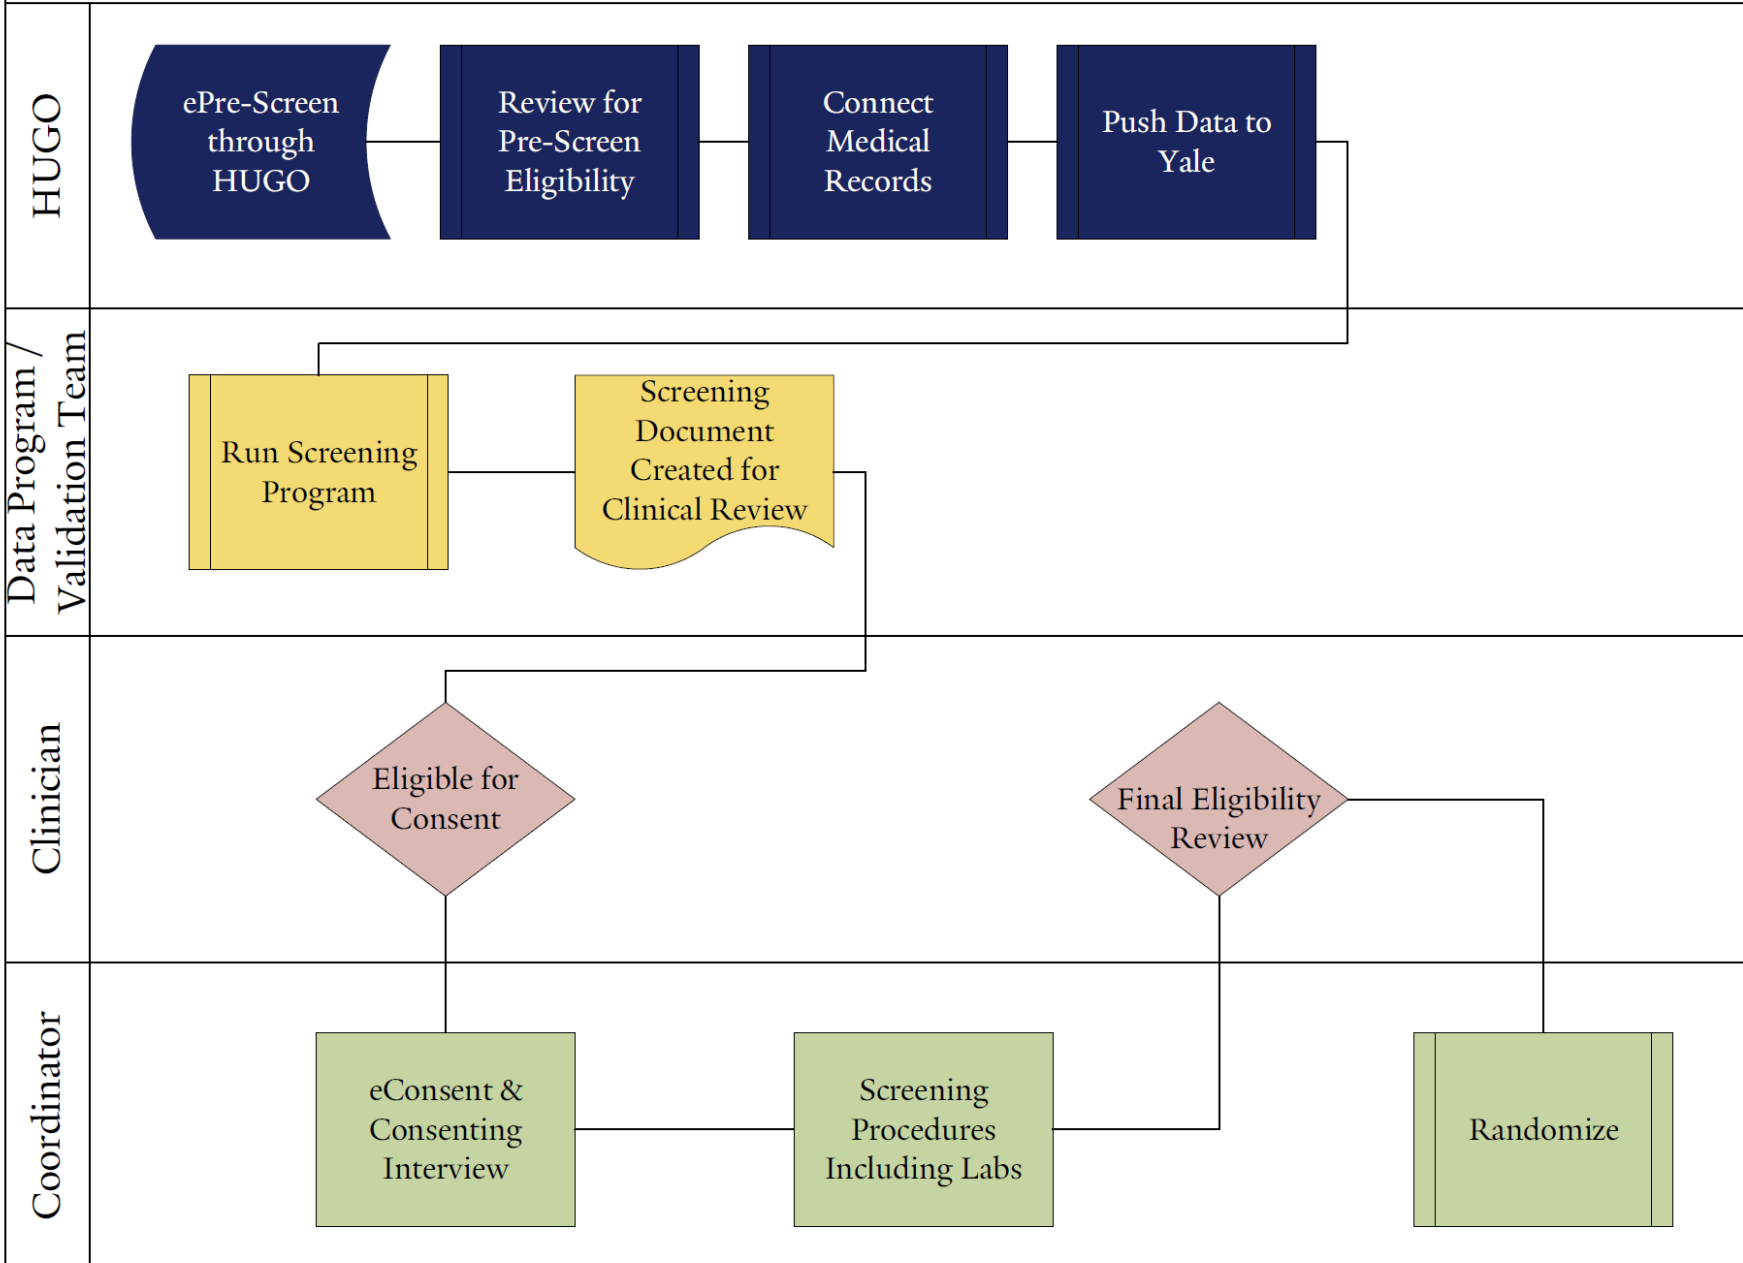 HUGO
ePre-Screen
through
HUGO
Review for
Pre-Screen
Eligibility
Connect
Medical
Records
Push Data to
Yale
Data Program /
Validation Team
Run Screening
Program
Screening
Document
Created for
Clinical Review
Clinician
Eligible for
Consent
Final Eligibility
Review
Coordinator
eConsent &
Consenting
Interview
Screening
Procedures
Including Labs
Randomize